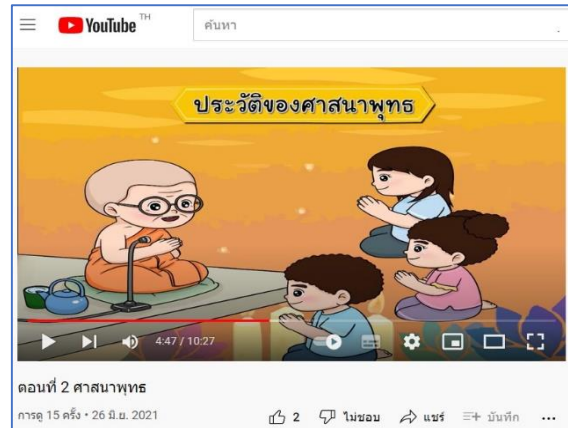 YouTube TH
ค้นหา
ประวัติของศาสนาพุทธ
4:47 / 10:27
ตอนที่ 2 ศาสนาพุทธ
การดู 15 ครั้ง • 26 มิ.ย. 2021
2 ไม่ชอบ แชร์ บันทึก